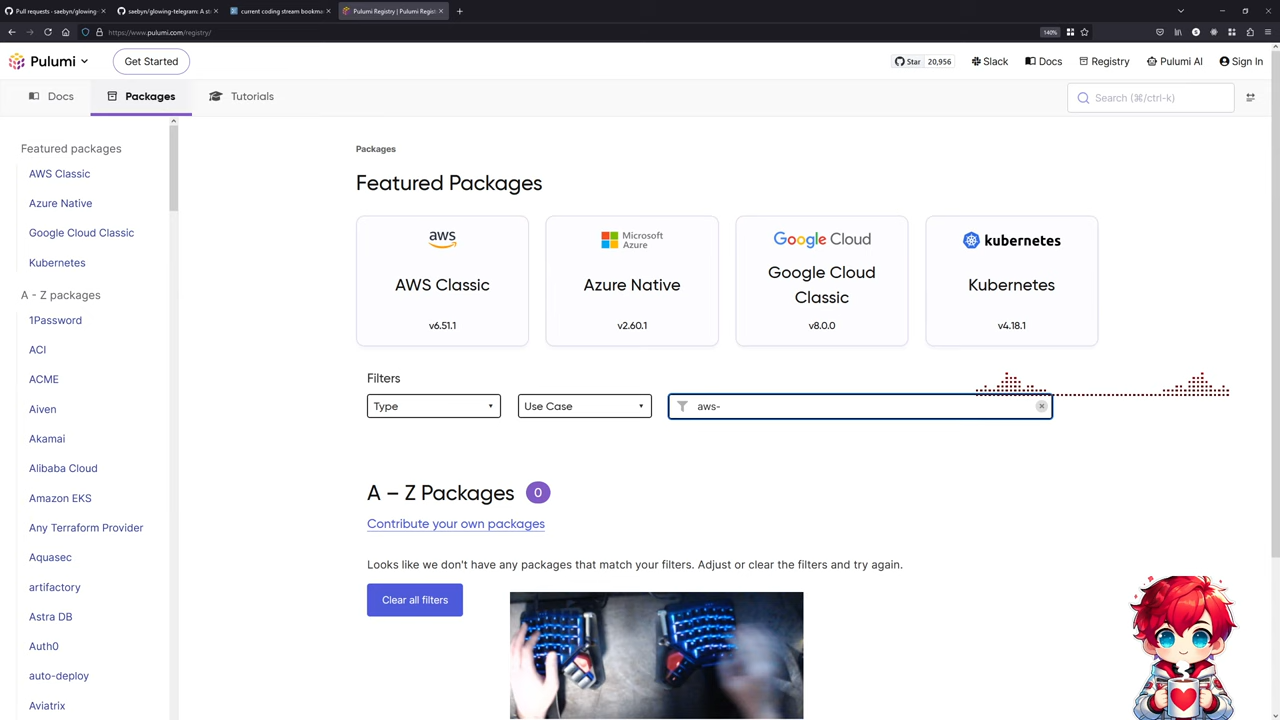 Pull requests · saebyn/glowing-
saebyn/glowing-telegram: A st
current coding stream bookma
Pulumi Registry | Pulumi Regist
https://www.pulumi.com/registry/
140%
Pulumi
Get Started
Star
20,956
Slack
Docs
Registry
Pulumi AI
Sign In
Docs
Packages
Tutorials
Search (⌘/ctrl-k)
Featured packages
AWS Classic
Azure Native
Google Cloud Classic
Kubernetes
A - Z packages
1Password
ACI
ACME
Aiven
Akamai
Alibaba Cloud
Amazon EKS
Any Terraform Provider
Aquasec
artifactory
Astra DB
Auth0
auto-deploy
Aviatrix
Packages
Featured Packages
aws
AWS Classic
v6.51.1
Microsoft
Azure
Azure Native
v2.60.1
Google Cloud
Google Cloud
Classic
v8.0.0
kubernetes
Kubernetes
v4.18.1
Filters
Type
Use Case
aws-
A – Z Packages
0
Contribute your own packages
Looks like we don't have any packages that match your filters. Adjust or clear the filters and try again.
Clear all filters